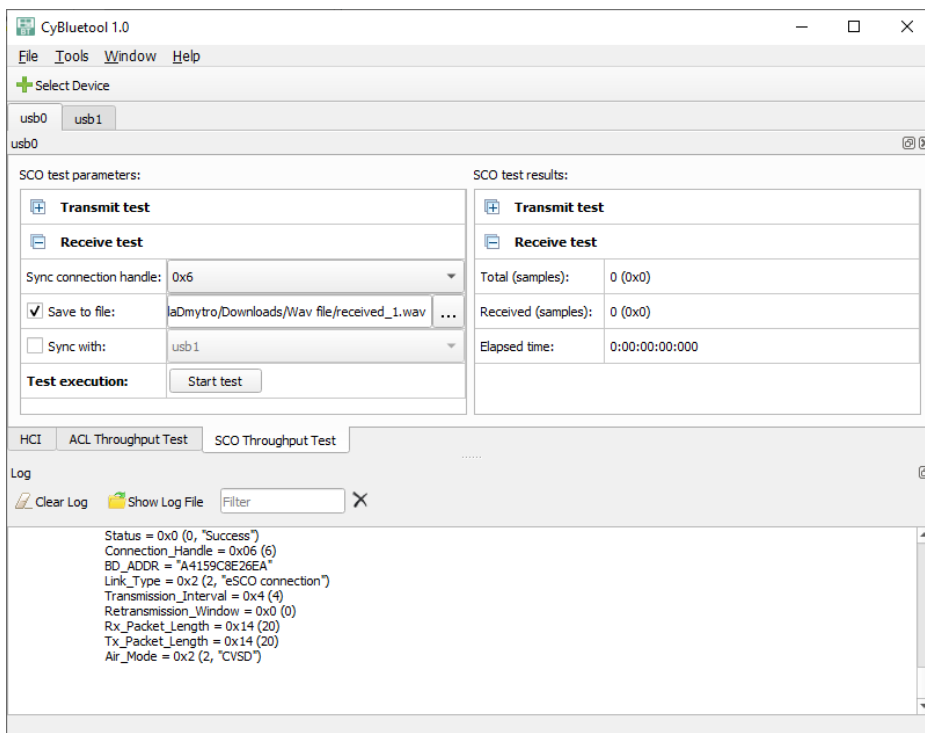 CyBluetool 1.0
File Tools Window Help
Select Device
usb0 usb1
usb0
SCO test parameters:
Transmit test
Receive test
Sync connection handle: 0x6
Save to file: laDmytro/Downloads/Wav file/received_1.wav ...
Sync with: usb1
Test execution: Start test
SCO test results:
Transmit test
Receive test
Total (samples): 0 (0x0)
Received (samples): 0 (0x0)
Elapsed time: 0:00:00:00:000
HCI ACL Throughput Test SCO Throughput Test
Log
Clear Log Show Log File Filter
Status = 0x0 (0, "Success")
Connection_Handle = 0x06 (6)
BD_ADDR = "A4159C8E26EA"
Link_Type = 0x2 (2, "eSCO connection")
Transmission_Interval = 0x4 (4)
Retransmission_Window = 0x0 (0)
Rx_Packet_Length = 0x14 (20)
Tx_Packet_Length = 0x14 (20)
Air_Mode = 0x2 (2, "CVSD")